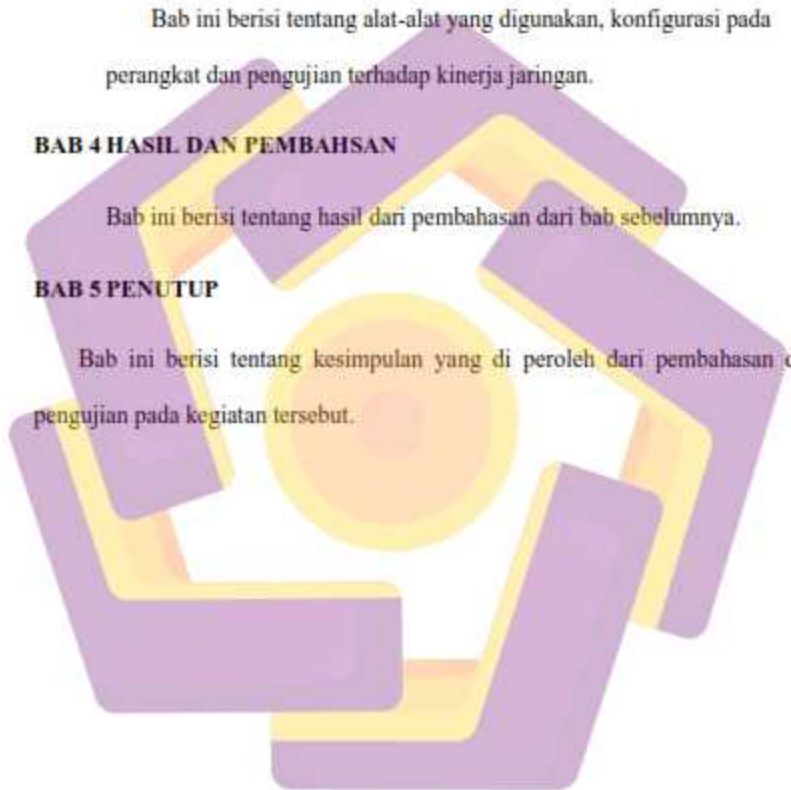 Bab ini berisi tentang alat-alat yang digunakan, konfigurasi pada
perangkat dan pengujian terhadap kinerja jaringan.
BAB 4 HASIL DAN PEMBAHSAN
Bab ini berisi tentang hasil dari pembahasan dari bab sebelumnya.
BAB 5 PENUTUP
Bab ini berisi tentang kesimpulan yang di peroleh dari pembahasan
pengujian pada kegiatan tersebut.